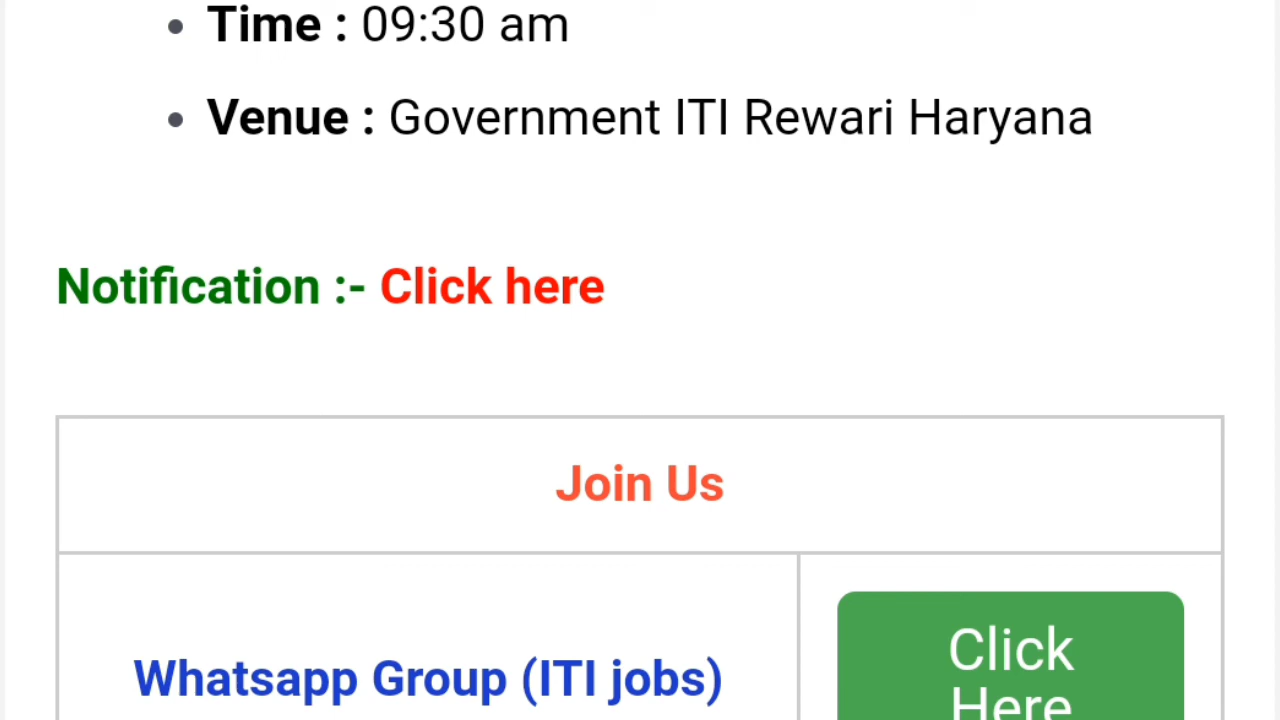 Time : 09:30 am
Venue : Government ITI Rewari Haryana
Notification :- Click here
Join Us
Whatsapp Group (ITI jobs)
Click
Here